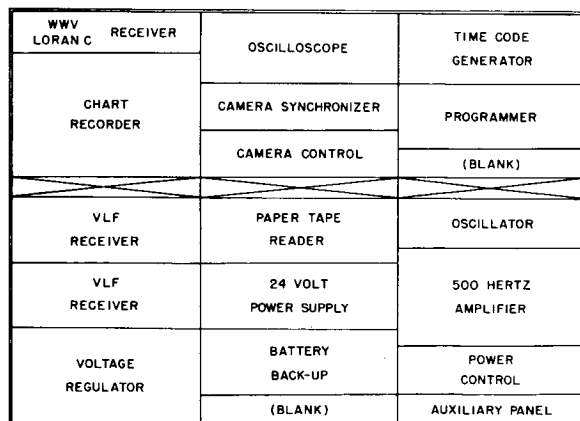 WWV
LORAN C RECEIVER
CHART
RECORDER
VLF
RECEIVER
VLF
RECEIVER
VOLTAGE
REGULATOR
OSCILLOSCOPE
CAMERA SYNCHRONIZER
CAMERA CONTROL
PAPER TAPE
READER
24 VOLT
POWER SUPPLY
BATTERY
BACK-UP
(BLANK)
TIME CODE
GENERATOR
PROGRAMMER
(BLANK)
OSCILLATOR
500 HERTZ
AMPLIFIER
POWER
CONTROL
AUXILIARY PANEL